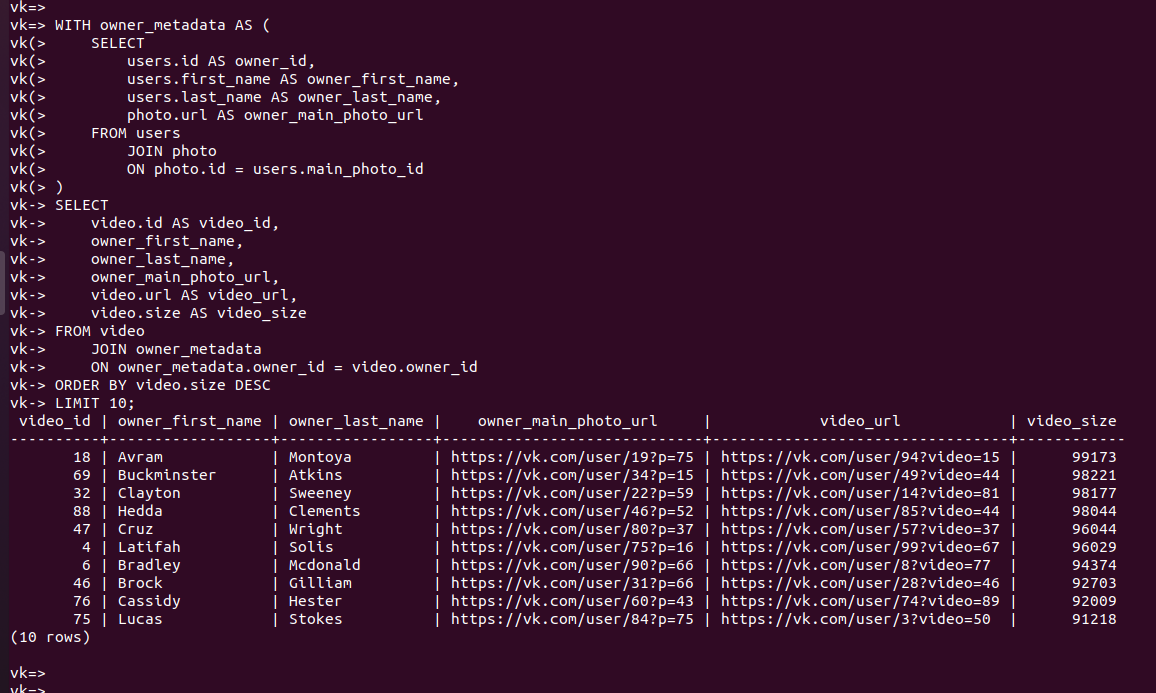 vk=>
vk=> WITH owner_metadata AS (
vk(>     SELECT
vk(>         users.id AS owner_id,
vk(>         users.first_name AS owner_first_name,
vk(>         users.last_name AS owner_last_name,
vk(>         photo.url AS owner_main_photo_url
vk(>     FROM users
vk(>         JOIN photo
vk(>         ON photo.id = users.main_photo_id
vk(> )
vk-> SELECT
vk->     video.id AS video_id,
vk->     owner_first_name,
vk->     owner_last_name,
vk->     owner_main_photo_url,
vk->     video.url AS video_url,
vk->     video.size AS video_size
vk-> FROM video
vk->     JOIN owner_metadata
vk->     ON owner_metadata.owner_id = video.owner_id
vk-> ORDER BY video.size DESC
vk-> LIMIT 10;
 video_id | owner_first_name | owner_last_name |    owner_main_photo_url     |            video_url            | video_size
----------+------------------+-----------------+-----------------------------+---------------------------------+------------
       18 | Avram            | Montoya         | https://vk.com/user/19?p=75 | https://vk.com/user/94?video=15 |      99173
       69 | Buckminster      | Atkins          | https://vk.com/user/34?p=15 | https://vk.com/user/49?video=44 |      98221
       32 | Clayton          | Sweeney         | https://vk.com/user/22?p=59 | https://vk.com/user/14?video=81 |      98177
       88 | Hedda            | Clements        | https://vk.com/user/46?p=52 | https://vk.com/user/85?video=44 |      98044
       47 | Cruz             | Wright          | https://vk.com/user/80?p=37 | https://vk.com/user/57?video=37 |      96044
        4 | Latifah          | Solis           | https://vk.com/user/75?p=16 | https://vk.com/user/99?video=67 |      96029
        6 | Bradley          | Mcdonald        | https://vk.com/user/90?p=66 | https://vk.com/user/8?video=77  |      94374
       46 | Brock            | Gilliam         | https://vk.com/user/31?p=66 | https://vk.com/user/28?video=46 |      92703
       76 | Cassidy          | Hester          | https://vk.com/user/60?p=43 | https://vk.com/user/74?video=89 |      92009
       75 | Lucas            | Stokes          | https://vk.com/user/84?p=75 | https://vk.com/user/3?video=50  |      91218
(10 rows)
vk=>
vk=>